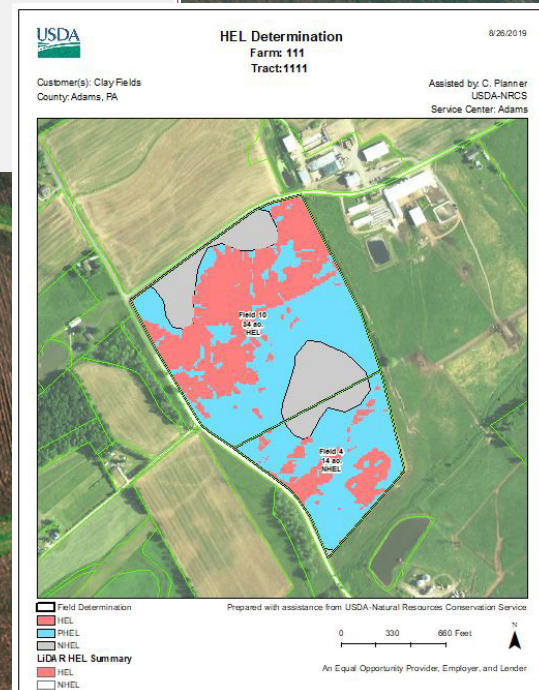 USDA
HEL Determination
Farm: 111
Tract:1111
8/26/2019
Customer(s): Clay Fields
County: Adams, PA
Assisted by: C. Planner
USDA-NRCS
Service Center: Adams
Field 10
34 ac.
HEL
Field 4
14 ac.
NHEL
Field Determination
HEL
PHEL
NHEL
LiDAR HEL Summary
HEL
NHEL
Prepared with assistance from USDA-Natural Resources Conservation Service
0 330 660 Feet
N
An Equal Opportunity Provider, Employer, and Lender